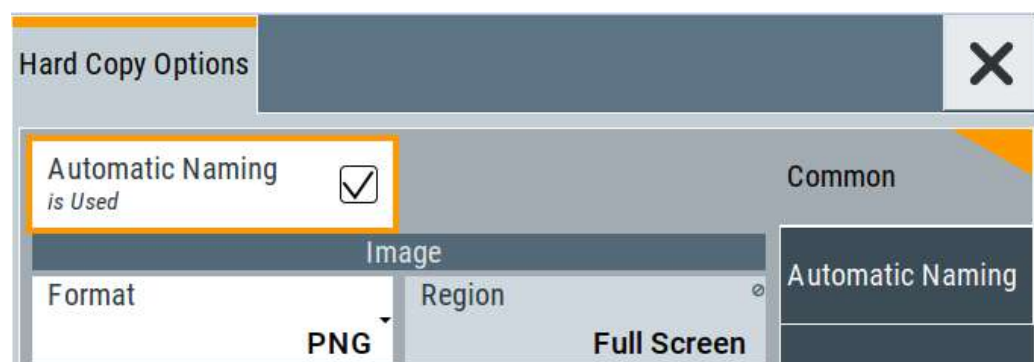 Hard Copy Options
Automatic Naming
is Used
Common
Image
Automatic Naming
Format
Region
PNG
Full Screen